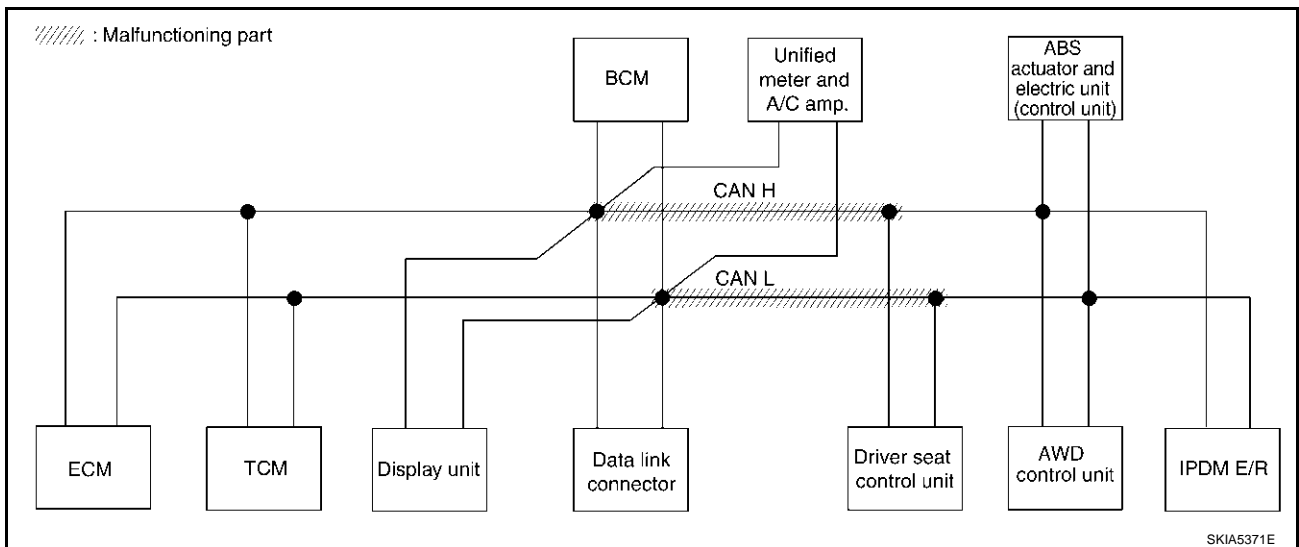 : Malfunctioning part
BCM
Unified
meter and
A/C amp.
ABS
actuator and
electric unit
(control unit)
CAN H
CAN L
ECM
TCM
Display unit
Data link
connector
Driver seat
control unit
AWD
control unit
IPDM E/R
SKIA5371E